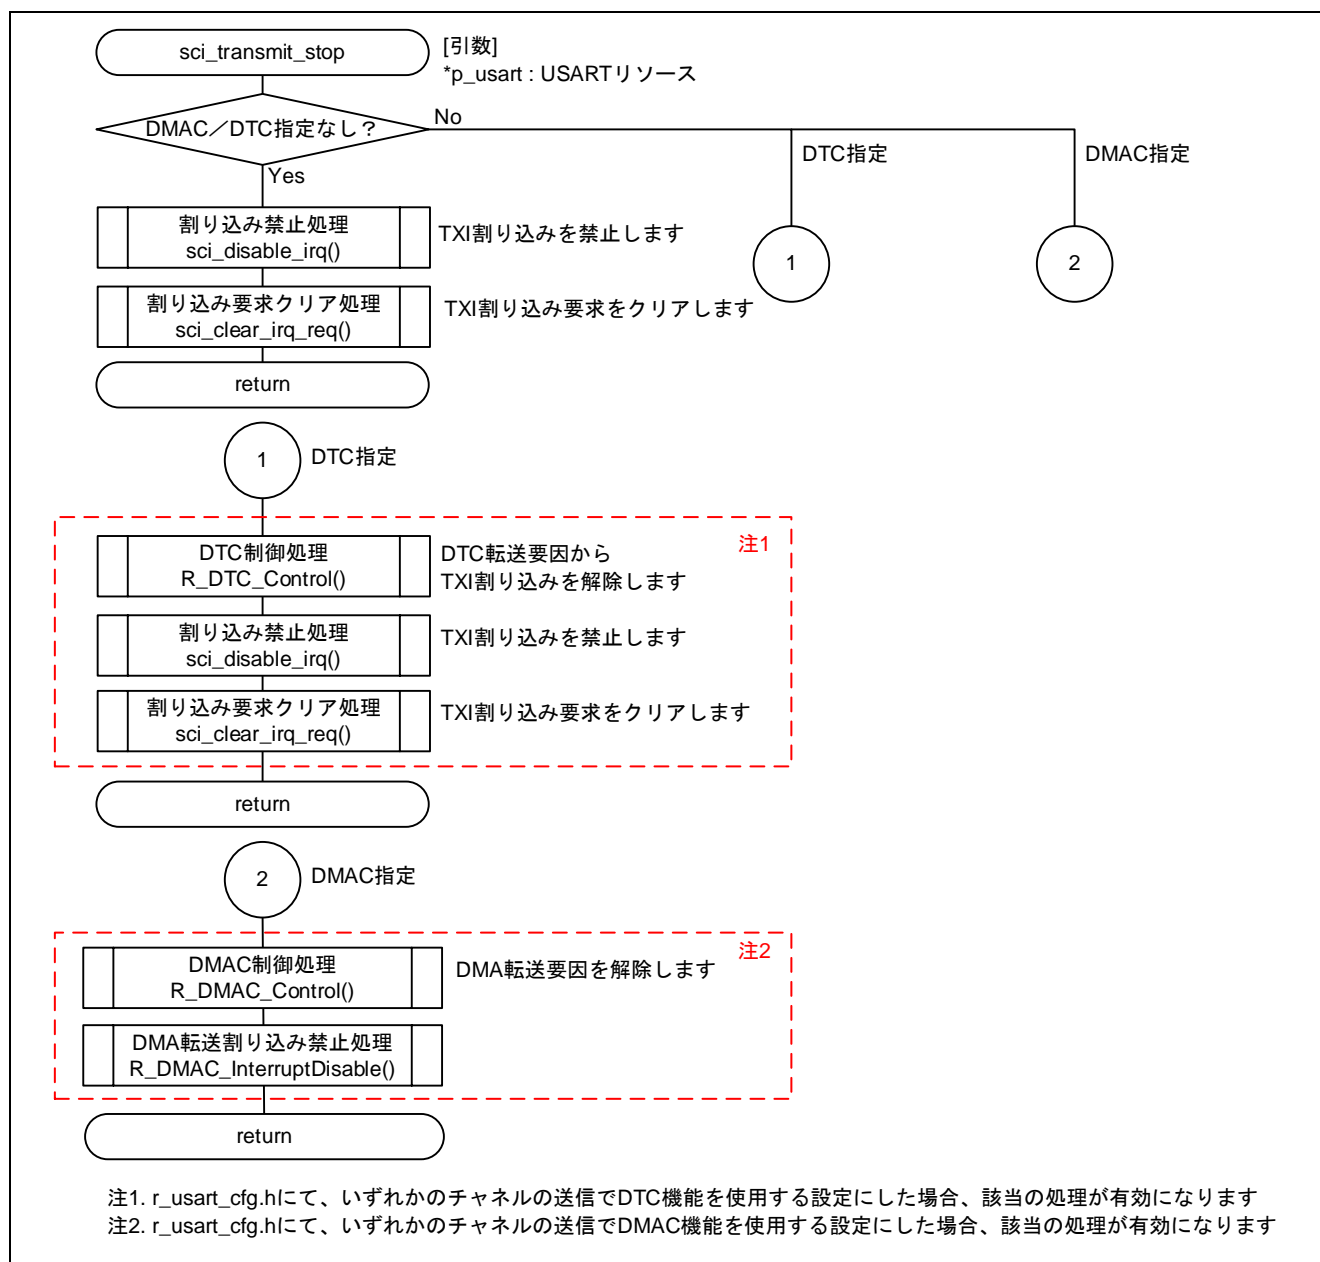 sci_transmit_stop
[引数]
*p_usart : USARTリソース
DMAC／DTC指定なし？
No
Yes
DTC指定
DMAC指定
割り込み禁止処理
sci_disable_irq()
TXI割り込みを禁止します
1
2
割り込み要求クリア処理
sci_clear_irq_req()
TXI割り込み要求をクリアします
return
1
DTC指定
注1
DTC制御処理
R_DTC_Control()
DTC転送要因から
TXI割り込みを解除します
割り込み禁止処理
sci_disable_irq()
TXI割り込みを禁止します
割り込み要求クリア処理
sci_clear_irq_req()
TXI割り込み要求をクリアします
return
2
DMAC指定
注2
DMAC制御処理
R_DMAC_Control()
DMA転送要因を解除します
DMA転送割り込み禁止処理
R_DMAC_InterruptDisable()
return
注1. r_usart_cfg.hにて、いずれかのチャネルの送信でDTC機能を使用する設定にした場合、該当の処理が有効になります
注2. r_usart_cfg.hにて、いずれかのチャネルの送信でDMAC機能を使用する設定にした場合、該当の処理が有効になります